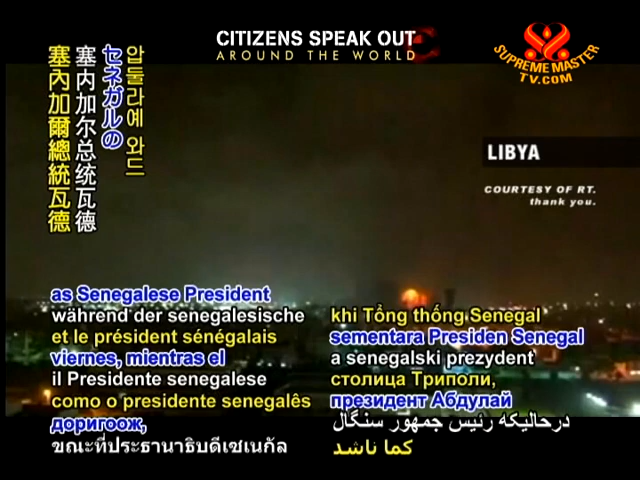 CITIZENS SPEAK OUT
AROUND THE WORLD
SUPREME MASTER
TV.COM
塞內加爾總統瓦德
塞内加尔总统瓦德
セネガルの
압둘라예 와드
LIBYA
COURTESY OF RT.
thank you.
as Senegalese President
während der senegalesische
et le président sénégalais
viernes, mientras el
il Presidente senegalese
como o presidente senegalês
доригоож,
ขณะที่ประธานาธิบดีเซเนกัล
khi Tổng thống Senegal
sementara Presiden Senegal
a senegalski prezydent
столица Триполи,
президент Абдулай
درحالیکه رئیس جمهور سنگال
كما ناشد